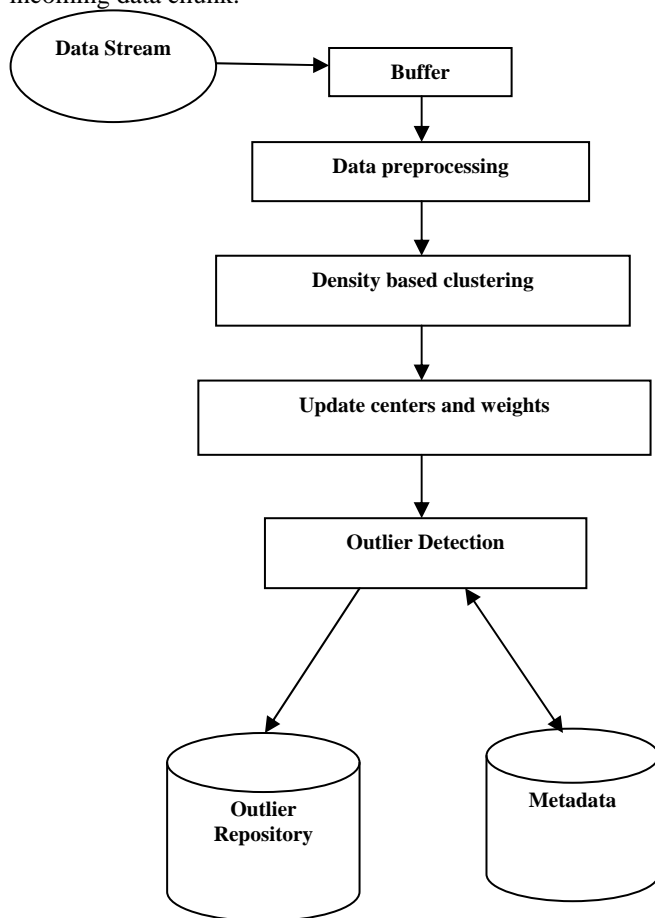 incoming data chunk.
Data Stream
Buffer
Data preprocessing
Density based clustering
Update centers and weights
Outlier Detection
Outlier
Repository
Metadata